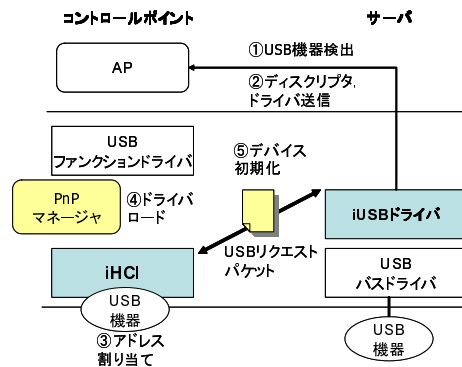 コントロールポイント
サーバ
①USB機器検出
AP
②ディスクリプタ,
ドライバ送信
USB
ファンクションドライバ
⑤デバイス
初期化
PnP
マネージャ
④ドライバ
ロード
iUSBドライバ
USBリクエスト
パケット
iHCI
USB
バスドライバ
USB
機器
③アドレス
割り当て
USB
機器